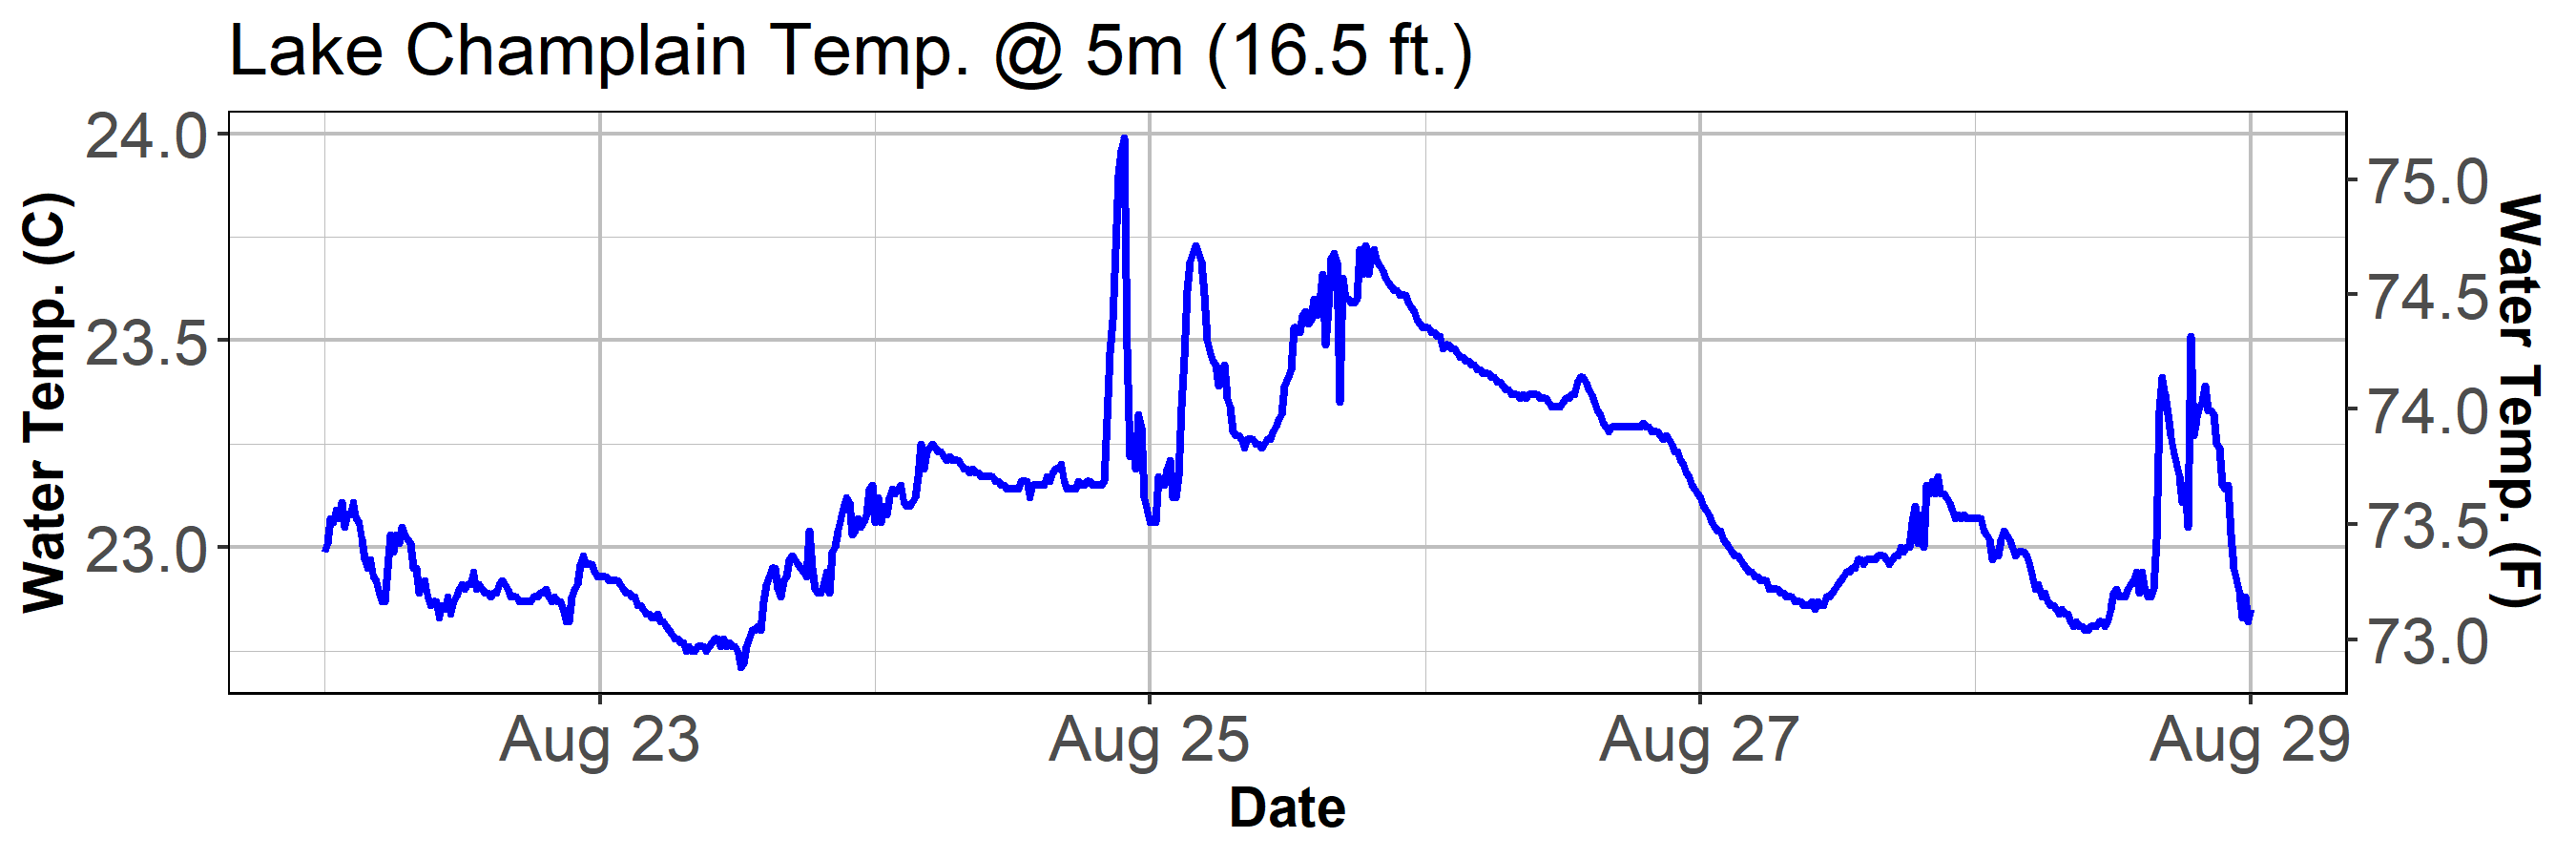 Lake Champlain Temp. @ 5m (16.5 ft.)
Water Temp. (C)
24.0
23.5
23.0
75.0
74.5
74.0
73.5
73.0
Water Temp. (F)
Aug 23 Aug 25 Aug 27 Aug 29
Date